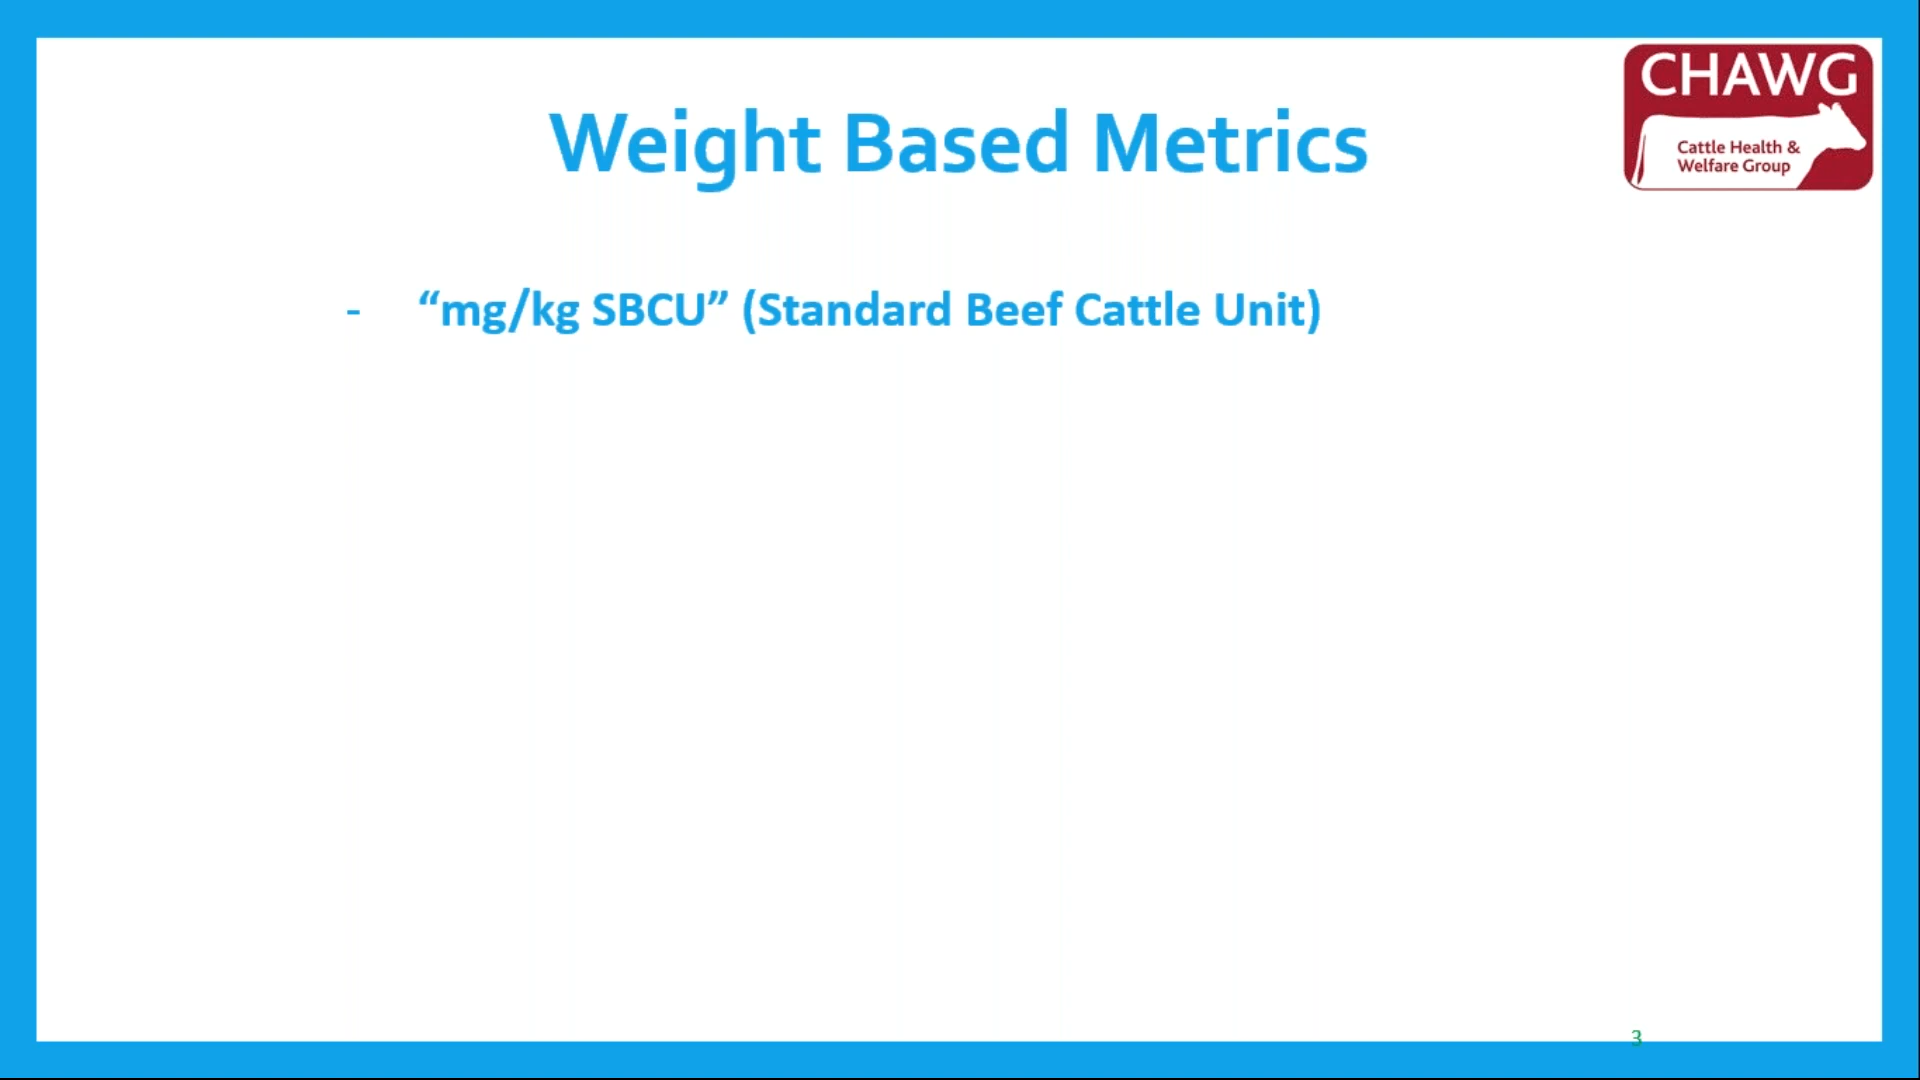 CHAWG
Cattle Health &
Welfare Group
Weight Based Metrics
- “mg/kg SBCU” (Standard Beef Cattle Unit)
3